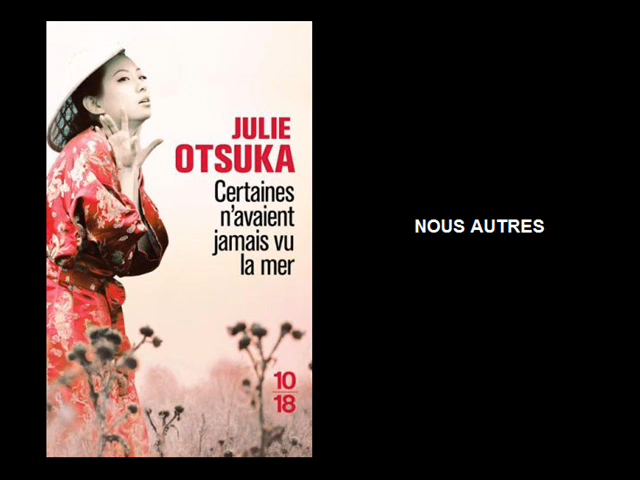 JULIE
OTSUKA
Certaines
n'avaient
jamais vu
la mer
10
18
NOUS AUTRES